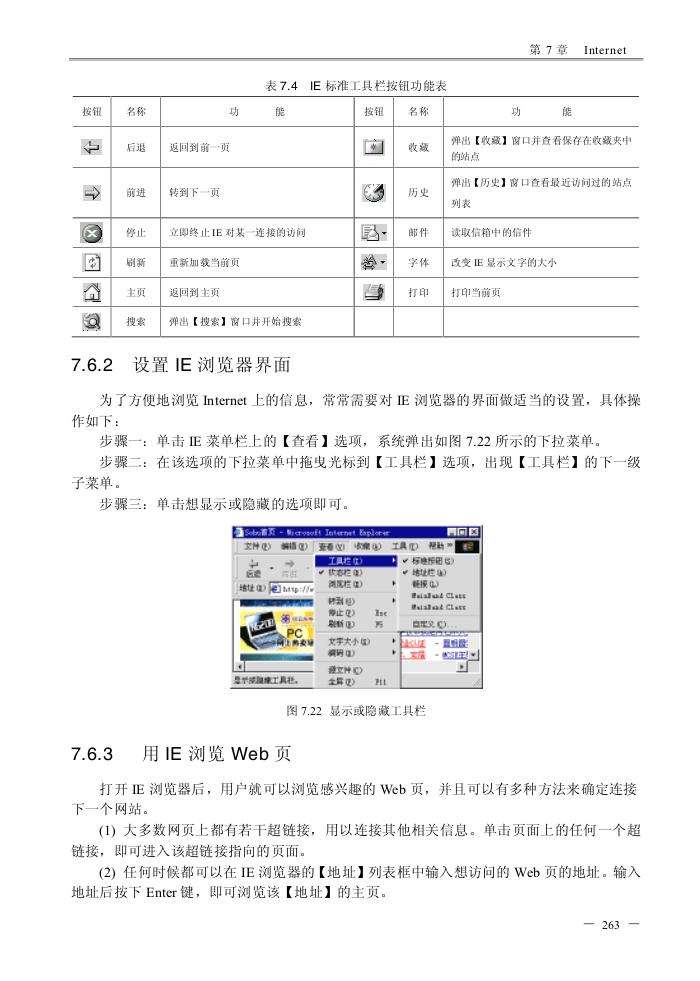 第 7 章 Internet
表 7.4 IE 标准工具栏按钮功能表
按钮 名称 功 能 按钮 名称 功 能
后退 返回到前一页 收藏 弹出【收藏】窗口并查看保存在收藏夹中
的站点
前进 转到下一页 历史 弹出【历史】窗口查看最近访问过的站点
列表
停止 立即终止 IE 对某一连接的访问 邮件 读取信箱中的信件
刷新 重新加载当前页 字体 改变 IE 显示文字的大小
主页 返回到主页 打印 打印当前页
搜索 弹出【搜索】窗口并开始搜索
7.6.2 设置 IE 浏览器界面
为了方便地浏览 Internet 上的信息，常常需要对 IE 浏览器的界面做适当的设置，具体操
作如下：
步骤一：单击 IE 菜单栏上的【查看】选项，系统弹出如图 7.22 所示的下拉菜单。
步骤二：在该选项的下拉菜单中拖曳光标到【工具栏】选项，出现【工具栏】的下一级
子菜单。
步骤三：单击想显示或隐藏的选项即可。
Sohu首页 - Microsoft Internet Explorer
文件(F) 编辑(E) 查看(V) 收藏(A) 工具(T) 帮助 »
后退 前进
地址(D) http://w
工具栏(T)
状态栏(B)
浏览栏(E)
转到(O)
停止(P) Esc
刷新(R) F5
文字大小(X)
编码(D)
源文件(C)
全屏(F) F11
标准按钮(S)
地址栏(A)
链接(L)
MainBand Class
MainBand Class
自定义(C)...
PC
网上热卖场
显示或隐藏工具栏。
图 7.22 显示或隐藏工具栏
7.6.3 用 IE 浏览 Web 页
打开 IE 浏览器后，用户就可以浏览感兴趣的 Web 页，并且可以有多种方法来确定连接
下一个网站。
(1) 大多数网页上都有若干超链接，用以连接其他相关信息。单击页面上的任何一个超
链接，即可进入该超链接指向的页面。
(2) 任何时候都可以在 IE 浏览器的【地址】列表框中输入想访问的 Web 页的地址。输入
地址后按下 Enter 键，即可浏览该【地址】的主页。
— 263 —